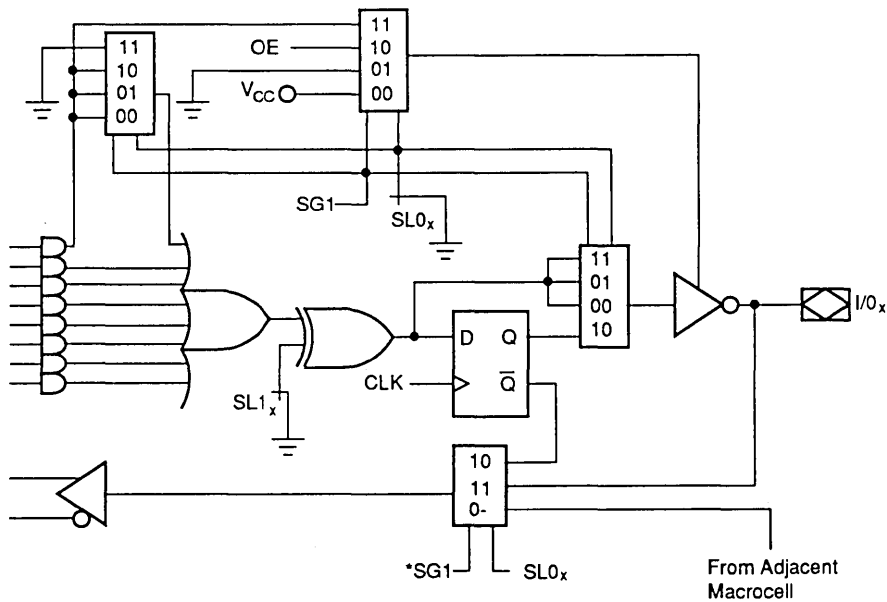 11
10
01
00
OE
VCC
11
10
01
00
SG1
SL0x
11
01
00
10
I/0x
D Q
CLK Q̅
SL1x
10
11
0-
*SG1 SL0x
From Adjacent
Macrocell